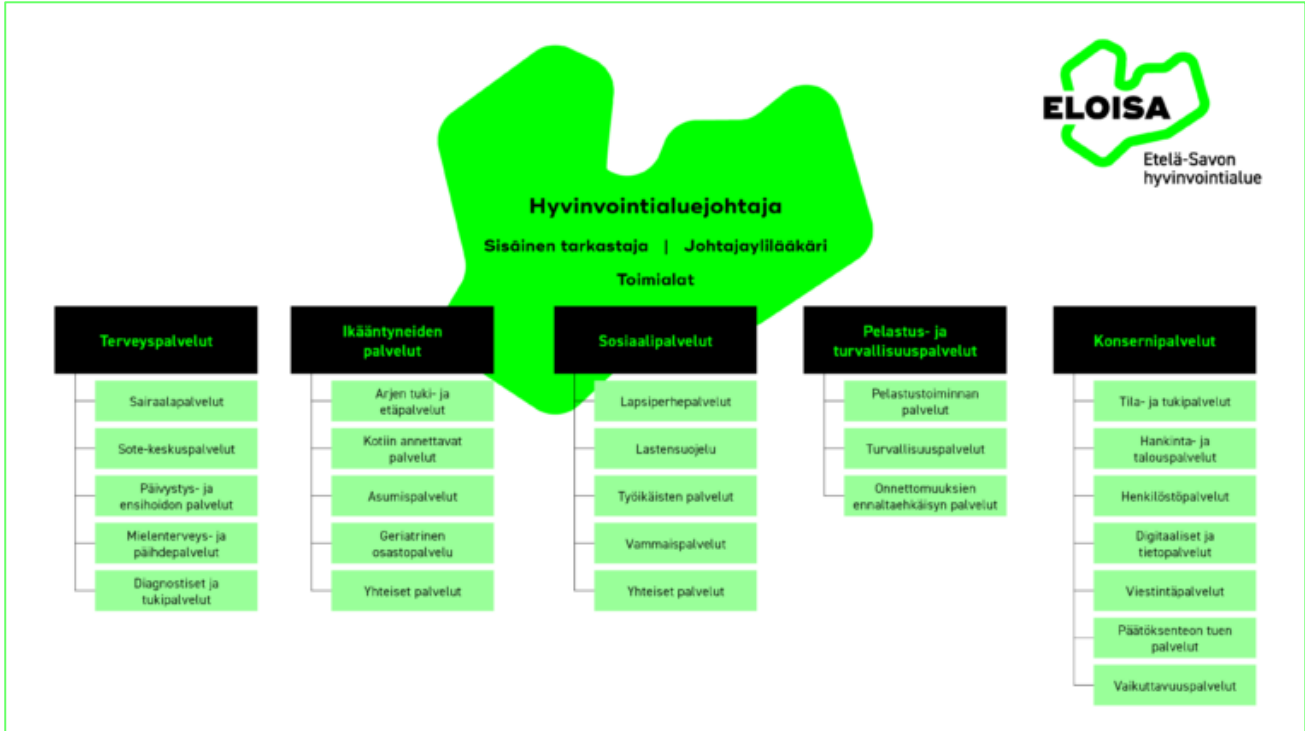 ELOISA
Etelä-Savon
hyvinvointialue
Hyvinvointialuejohtaja
Sisäinen tarkastaja | Johtajaylilääkäri
Toimialat
Terveyspalvelut
Sairaalapalvelut
Sote-keskuspalvelut
Päivystys- ja
ensihoidon palvelut
Mielenterveys- ja
päihdepalvelut
Diagnostiset ja
tukipalvelut
Ikääntyneiden
palvelut
Arjen tuki- ja
etäpalvelut
Kotiin annettavat
palvelut
Asumispalvelut
Geriatrinen
osastopalvelu
Yhteiset palvelut
Sosiaalipalvelut
Lapsiperhepalvelut
Lastensuojelu
Työikäisten palvelut
Vammaispalvelut
Yhteiset palvelut
Pelastus- ja
turvallisuuspalvelut
Pelastustoiminnan
palvelut
Turvallisuuspalvelut
Onnettomuuksien
ennaltaehkäisyn palvelut
Konsernipalvelut
Tila- ja tukipalvelut
Hankinta- ja
talouspalvelut
Henkilöstöpalvelut
Digitaaliset ja
tietopalvelut
Viestintäpalvelut
Päätöksenteon tuen
palvelut
Vaikuttavuuspalvelut